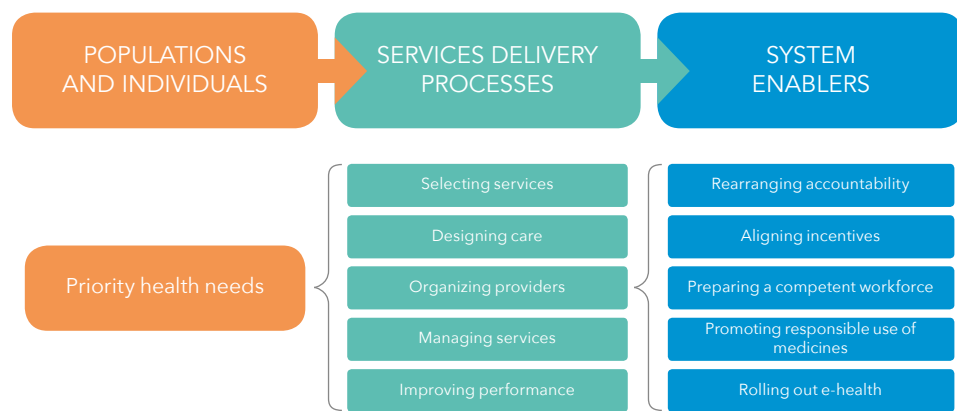 POPULATIONS
AND INDIVIDUALS
SERVICES DELIVERY
PROCESSES
SYSTEM
ENABLERS
Priority health needs
Selecting services
Designing care
Organizing providers
Managing services
Improving performance
Rearranging accountability
Aligning incentives
Preparing a competent workforce
Promoting responsible use of
medicines
Rolling out e-health